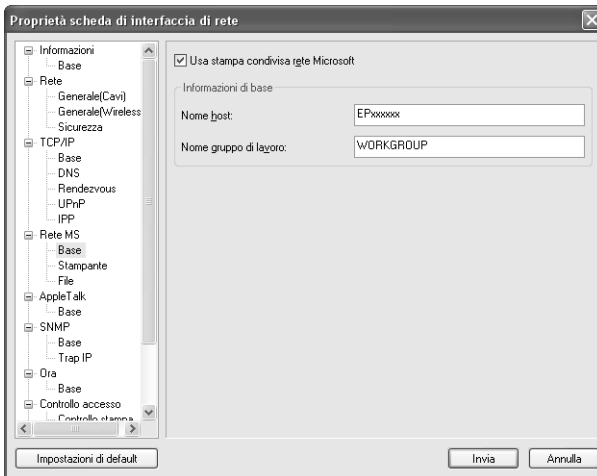 Proprietà scheda di interfaccia di rete
Informazioni
Base
Rete
Generale(Cavi)
Generale(Wireless
Sicurezza
TCP/IP
Base
DNS
Rendezvous
UPnP
IPP
Rete MS
Base
Stampante
File
AppleTalk
Base
SNMP
Base
Trap IP
Ora
Base
Controllo accesso
Controllo stampa
Usa stampa condivisa rete Microsoft
Informazioni di base
Nome host:
EPxxxxxx
Nome gruppo di lavoro:
WORKGROUP
Impostazioni di default
Invia
Annulla